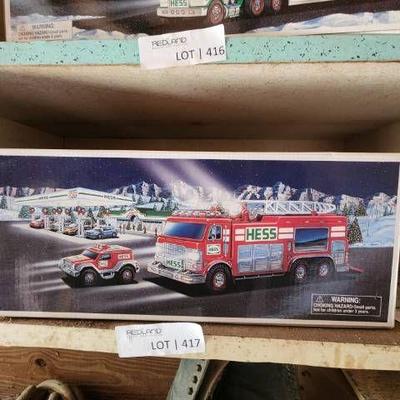 HESS
REDLAND
LOT | 416
HESS
WARNING:
CHOKING HAZARD-Small parts.
Not for children under 3 years.
REDLAND
LOT | 417